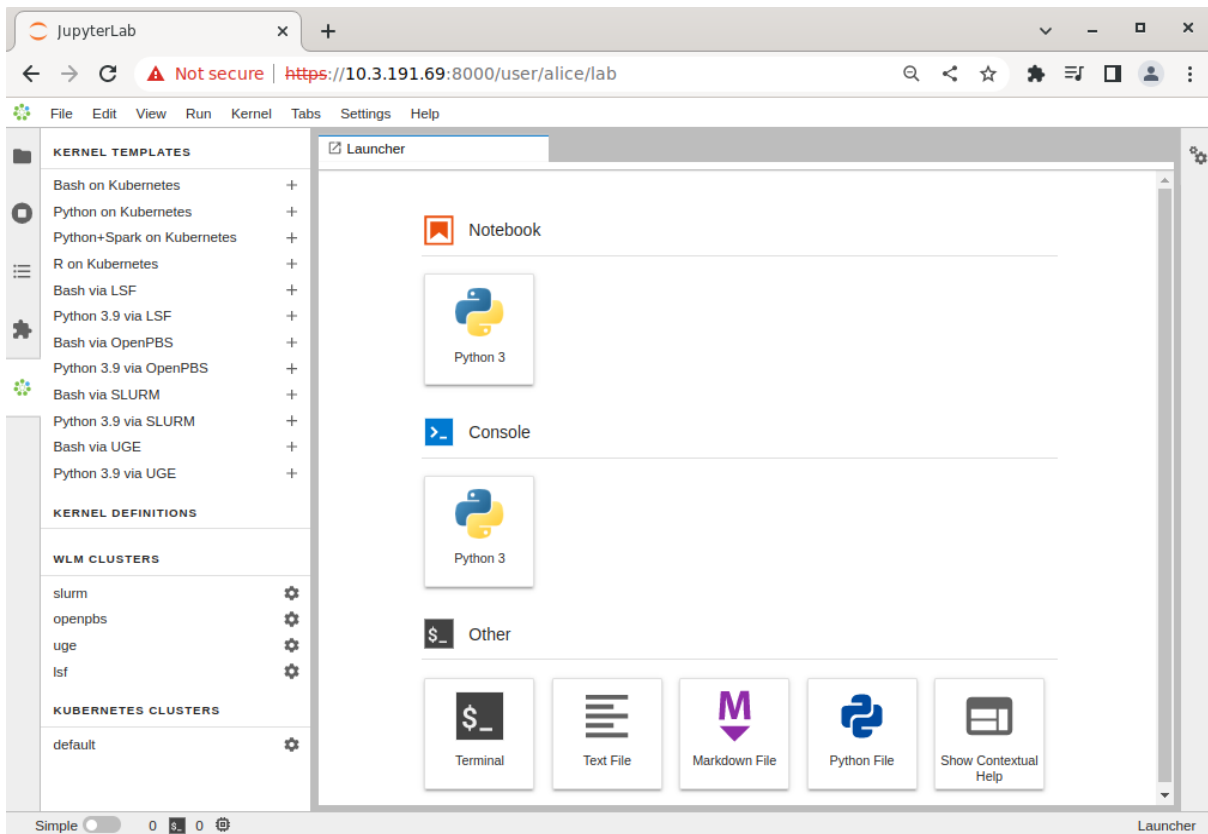 JupyterLab
Not secure https://10.3.191.69:8000/user/alice/lab
File Edit View Run Kernel Tabs Settings Help
KERNEL TEMPLATES
Bash on Kubernetes
Python on Kubernetes
Python+Spark on Kubernetes
R on Kubernetes
Bash via LSF
Python 3.9 via LSF
Bash via OpenPBS
Python 3.9 via OpenPBS
Bash via SLURM
Python 3.9 via SLURM
Bash via UGE
Python 3.9 via UGE
KERNEL DEFINITIONS
WLM CLUSTERS
slurm
openpbs
uge
lsf
KUBERNETES CLUSTERS
default
Launcher
Notebook
Python 3
Console
Python 3
$_ Other
$_
Terminal
Text File
M
Markdown File
Python File
Show Contextual
Help
Simple 0 $_ 0
Launcher